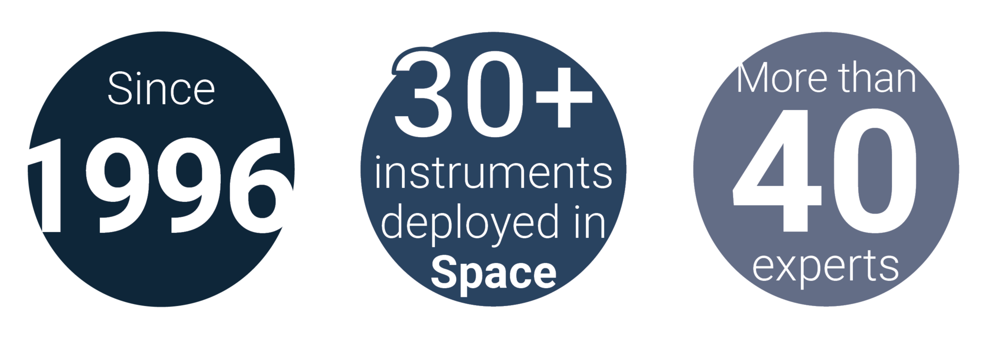 Since
1996
30+
instruments
deployed in
Space
More than
40
experts